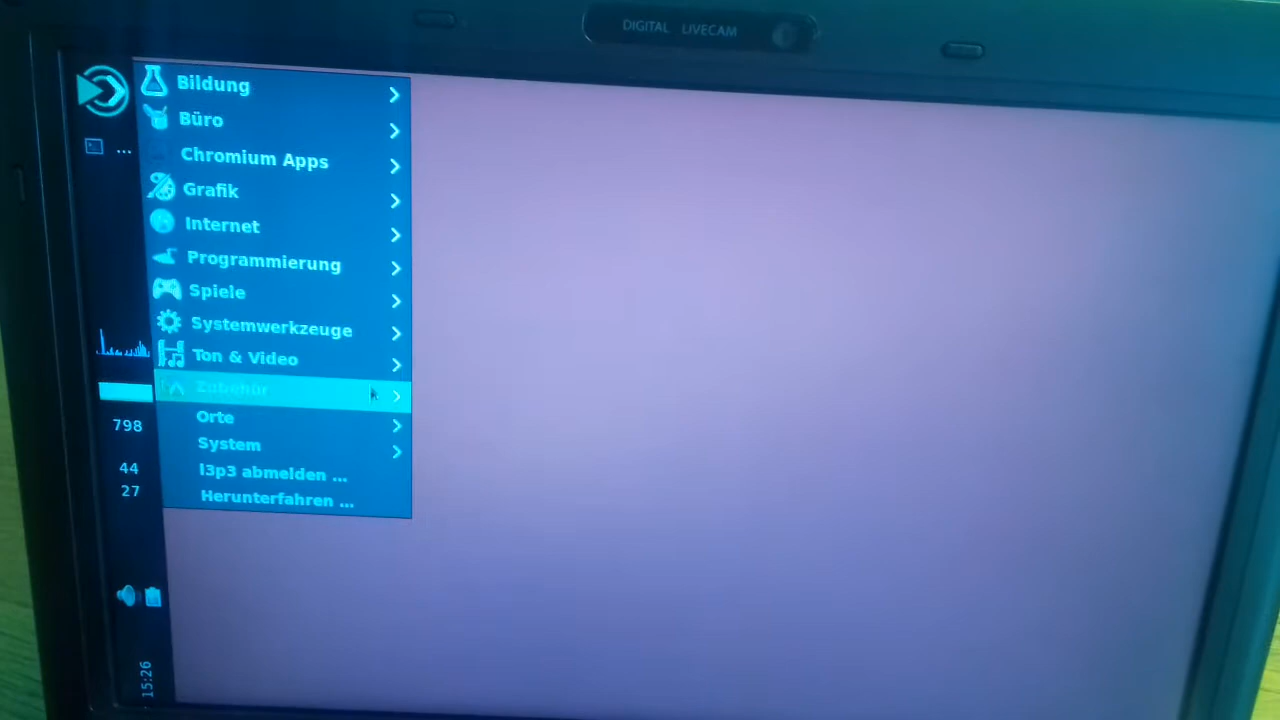 DIGITAL LIVECAM
Bildung
Büro
...
Chromium Apps
Grafik
Internet
Programmierung
Spiele
Systemwerkzeuge
Ton & Video
Zubehör
Orte
798
System
44
l3p3 abmelden ...
27
Herunterfahren ...
15:26